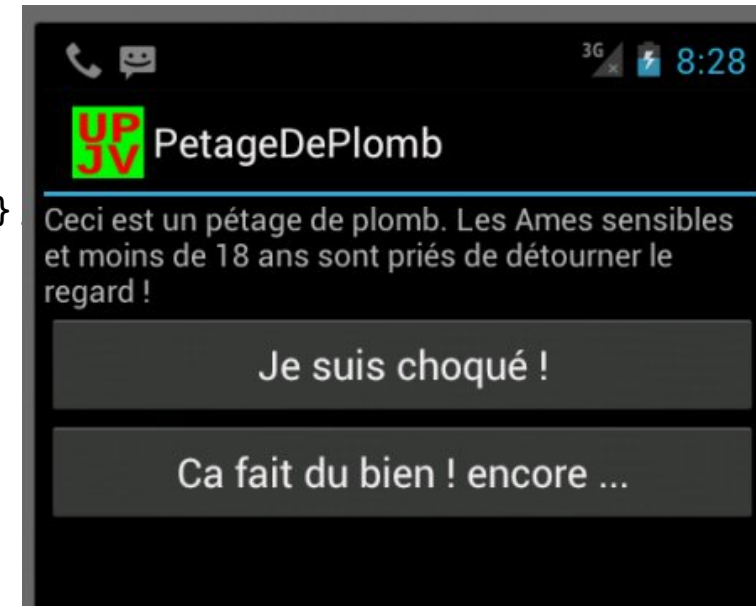 3G 8:28
UP
JV
PetageDePlomb
}
Ceci est un pétage de plomb. Les Ames sensibles
et moins de 18 ans sont priés de détourner le
regard !
Je suis choqué !
Ca fait du bien ! encore ...